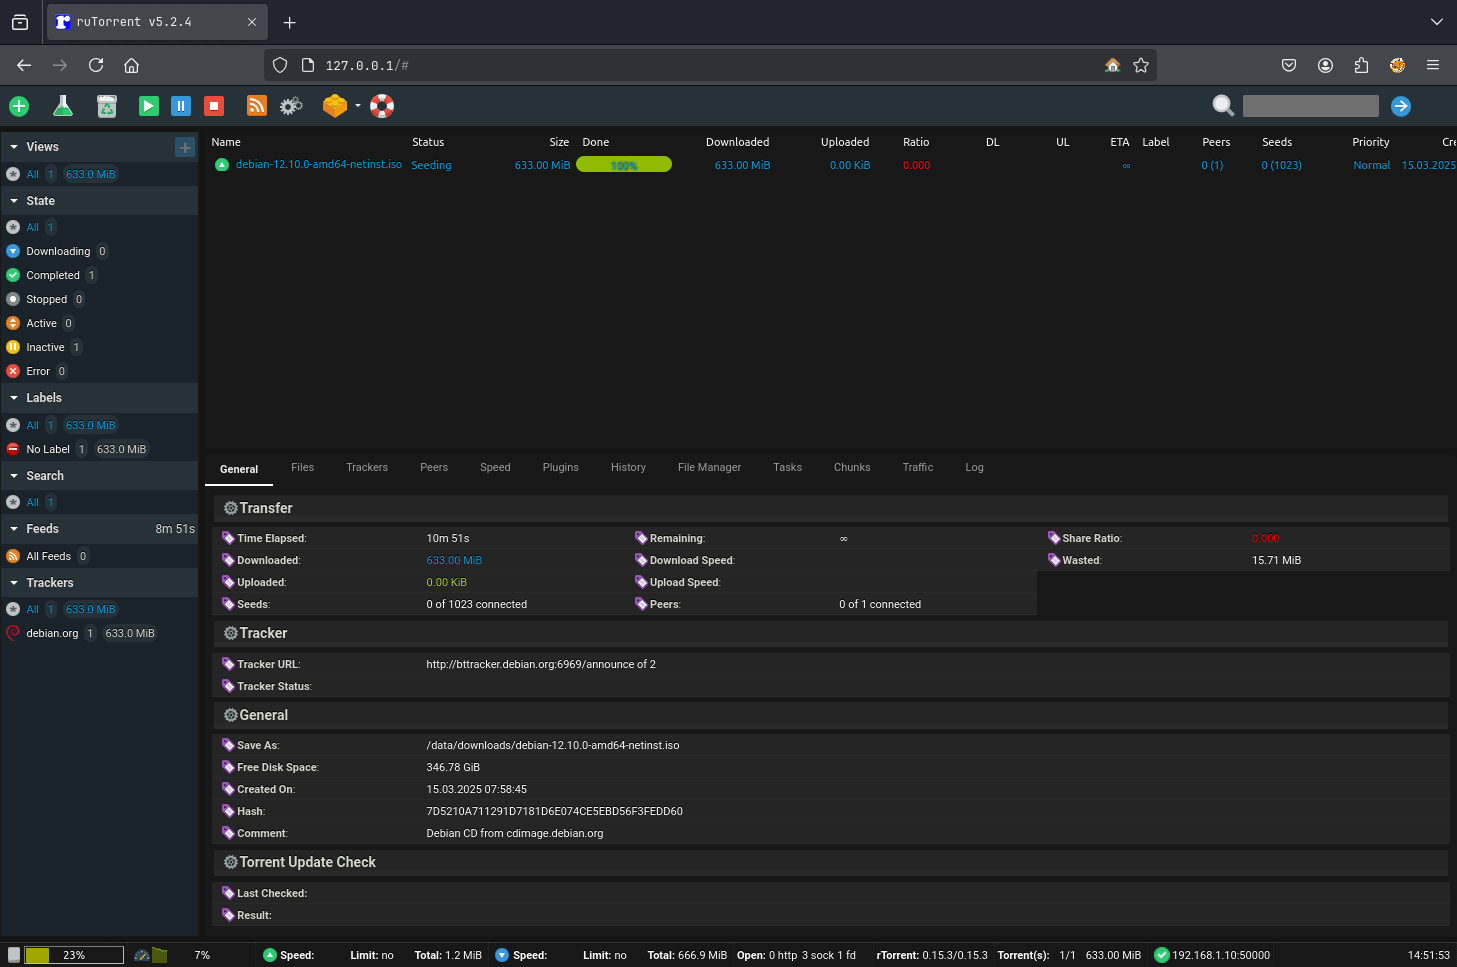 ruTorrent v5.2.4
127.0.0.1/#
Name Status Size Done Downloaded Uploaded Ratio DL UL ETA Label Peers Seeds Priority Cre
debian-12.10.0-amd64-netinst.iso Seeding 633.00 MiB 100% 633.00 MiB 0.00 KiB 0.000 ∞ 0 (1) 0 (1023) Normal 15.03.2025
Views
All 1 633.0 MiB
State
All 1
Downloading 0
Completed 1
Stopped 0
Active 0
Inactive 1
Error 0
Labels
All 1 633.0 MiB
No Label 1 633.0 MiB
Search
All 1
Feeds 8m 51s
All Feeds 0
Trackers
All 1 633.0 MiB
debian.org 1 633.0 MiB
General Files Trackers Peers Speed Plugins History File Manager Tasks Chunks Traffic Log
Transfer
Time Elapsed: 10m 51s Remaining: ∞ Share Ratio: 0.000
Downloaded: 633.00 MiB Download Speed: Wasted: 15.71 MiB
Uploaded: 0.00 KiB Upload Speed:
Seeds: 0 of 1023 connected Peers: 0 of 1 connected
Tracker
Tracker URL: http://bttracker.debian.org:6969/announce of 2
Tracker Status:
General
Save As: /data/downloads/debian-12.10.0-amd64-netinst.iso
Free Disk Space: 346.78 GiB
Created On: 15.03.2025 07:58:45
Hash: 7D5210A711291D7181D6E074CE5EBD56F3FEDD60
Comment: Debian CD from cdimage.debian.org
Torrent Update Check
Last Checked:
Result:
23% 7% Speed: Limit: no Total: 1.2 MiB Speed: Limit: no Total: 666.9 MiB Open: 0 http 3 sock 1 fd rTorrent: 0.15.3/0.15.3 Torrent(s): 1/1 633.00 MiB 192.168.1.10:50000 14:51:53